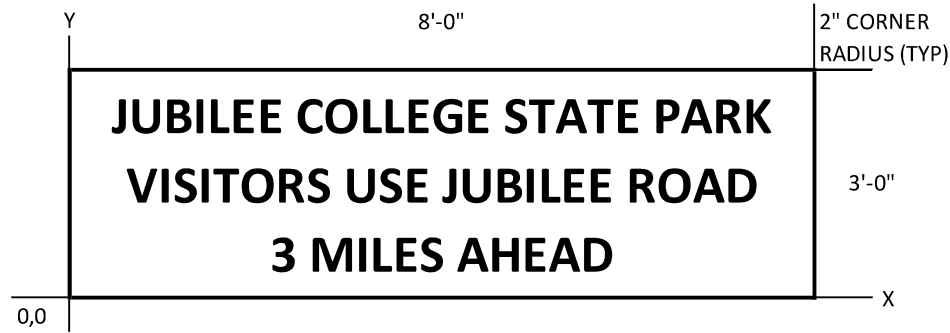 Y
8'-0"
2" CORNER
RADIUS (TYP)
JUBILEE COLLEGE STATE PARK
VISITORS USE JUBILEE ROAD
3'-0"
3 MILES AHEAD
X
0,0